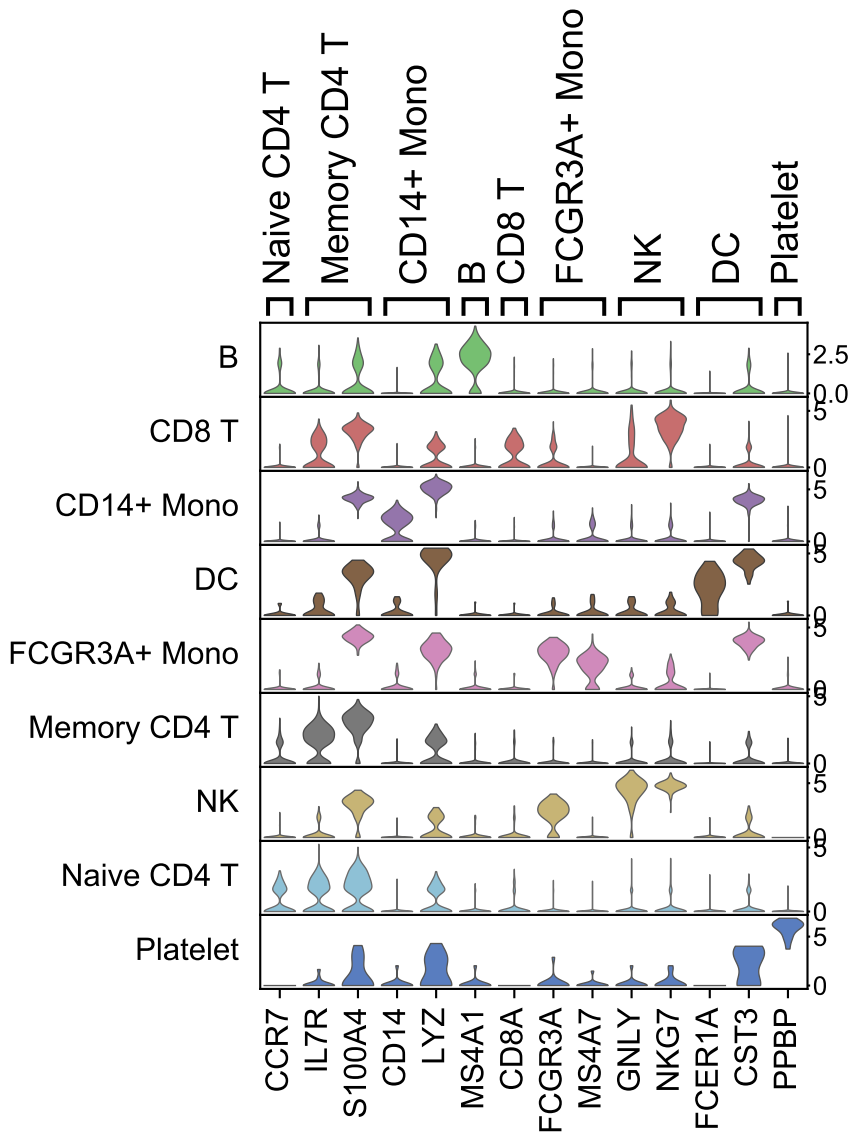 Naive CD4 T
Memory CD4 T
CD14+ Mono
B
CD8 T
FCGR3A+ Mono
NK
DC
Platelet
B
2.5
0.0
CD8 T
5
0
CD14+ Mono
5
0
DC
5
0
FCGR3A+ Mono
5
0
Memory CD4 T
5
0
NK
5
0
Naive CD4 T
5
0
Platelet
5
0
CCR7
IL7R
S100A4
CD14
LYZ
MS4A1
CD8A
FCGR3A
MS4A7
GNLY
NKG7
FCER1A
CST3
PPBP